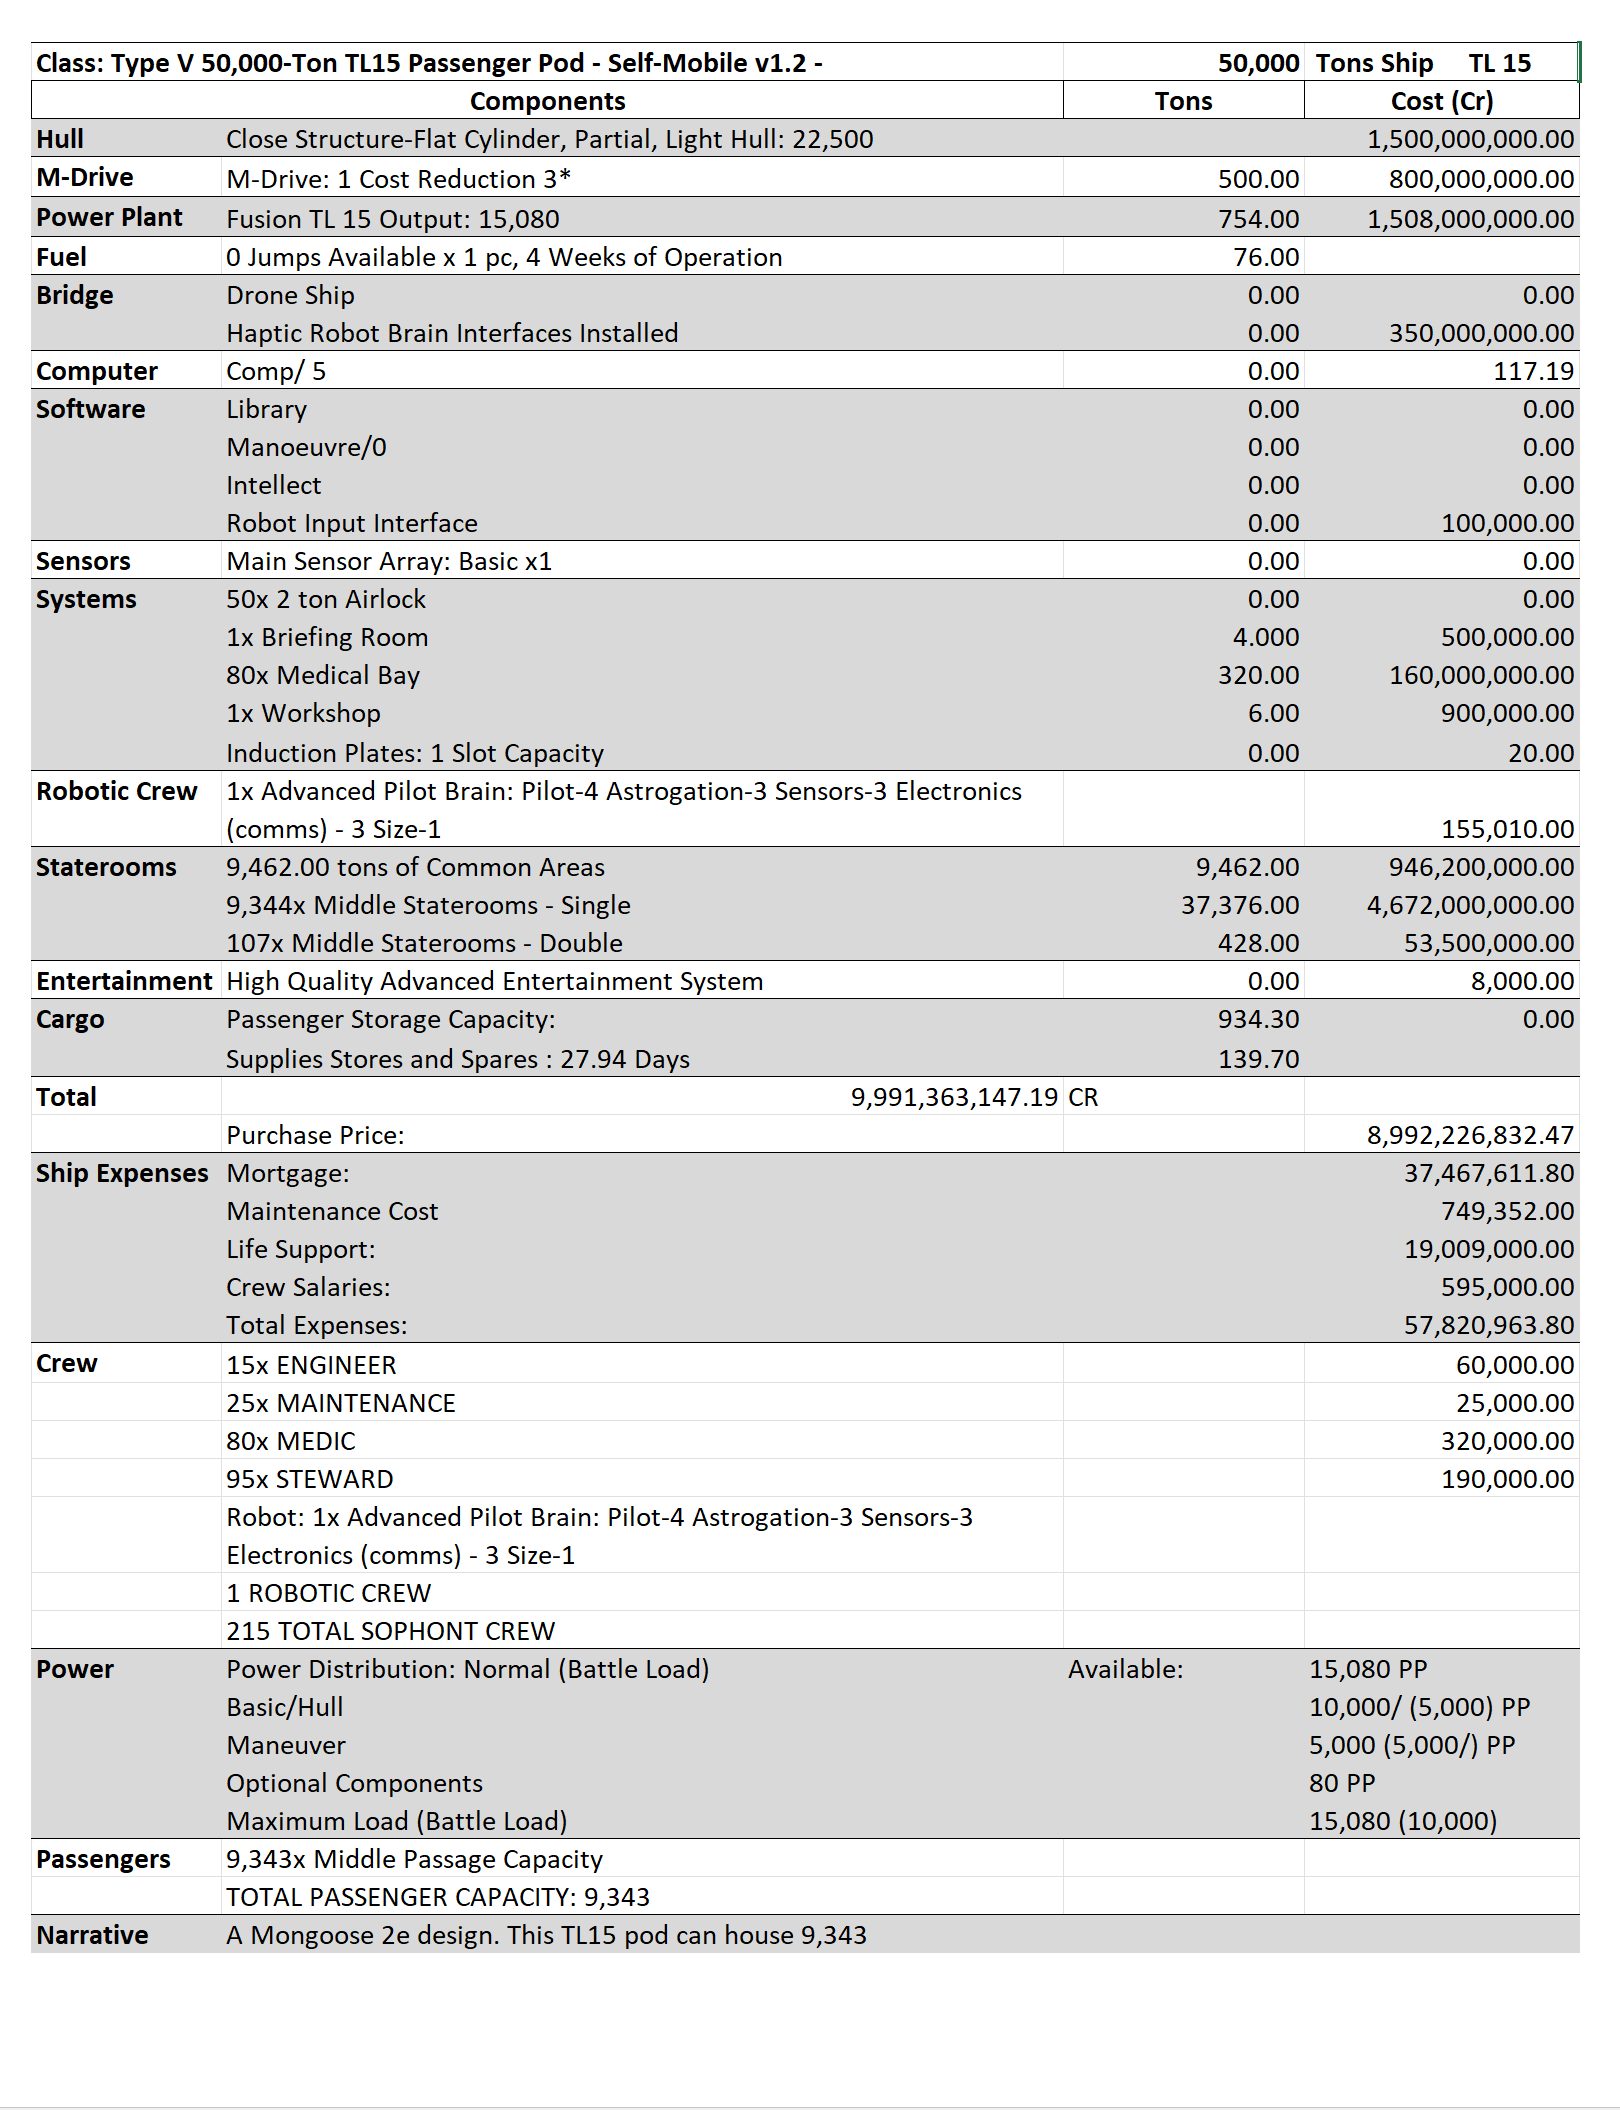 Class: Type V 50,000-Ton TL15 Passenger Pod - Self-Mobile v1.2 - 50,000 Tons Ship TL 15
Components Tons Cost (Cr)
Hull Close Structure-Flat Cylinder, Partial, Light Hull: 22,500 1,500,000,000.00
M-Drive M-Drive: 1 Cost Reduction 3* 500.00 800,000,000.00
Power Plant Fusion TL 15 Output: 15,080 754.00 1,508,000,000.00
Fuel 0 Jumps Available x 1 pc, 4 Weeks of Operation 76.00
Bridge Drone Ship 0.00 0.00
Haptic Robot Brain Interfaces Installed 0.00 350,000,000.00
Computer Comp/ 5 0.00 117.19
Software Library 0.00 0.00
Manoeuvre/0 0.00 0.00
Intellect 0.00 0.00
Robot Input Interface 0.00 100,000.00
Sensors Main Sensor Array: Basic x1 0.00 0.00
Systems 50x 2 ton Airlock 0.00 0.00
1x Briefing Room 4.000 500,000.00
80x Medical Bay 320.00 160,000,000.00
1x Workshop 6.00 900,000.00
Induction Plates: 1 Slot Capacity 0.00 20.00
Robotic Crew 1x Advanced Pilot Brain: Pilot-4 Astrogation-3 Sensors-3 Electronics
(comms) - 3 Size-1 155,010.00
Staterooms 9,462.00 tons of Common Areas 9,462.00 946,200,000.00
9,344x Middle Staterooms - Single 37,376.00 4,672,000,000.00
107x Middle Staterooms - Double 428.00 53,500,000.00
Entertainment High Quality Advanced Entertainment System 0.00 8,000.00
Cargo Passenger Storage Capacity: 934.30 0.00
Supplies Stores and Spares : 27.94 Days 139.70
Total 9,991,363,147.19 CR
Purchase Price: 8,992,226,832.47
Ship Expenses Mortgage: 37,467,611.80
Maintenance Cost 749,352.00
Life Support: 19,009,000.00
Crew Salaries: 595,000.00
Total Expenses: 57,820,963.80
Crew 15x ENGINEER 60,000.00
25x MAINTENANCE 25,000.00
80x MEDIC 320,000.00
95x STEWARD 190,000.00
Robot: 1x Advanced Pilot Brain: Pilot-4 Astrogation-3 Sensors-3
Electronics (comms) - 3 Size-1
1 ROBOTIC CREW
215 TOTAL SOPHONT CREW
Power Power Distribution: Normal (Battle Load) Available: 15,080 PP
Basic/Hull 10,000/ (5,000) PP
Maneuver 5,000 (5,000/) PP
Optional Components 80 PP
Maximum Load (Battle Load) 15,080 (10,000)
Passengers 9,343x Middle Passage Capacity
TOTAL PASSENGER CAPACITY: 9,343
Narrative A Mongoose 2e design. This TL15 pod can house 9,343